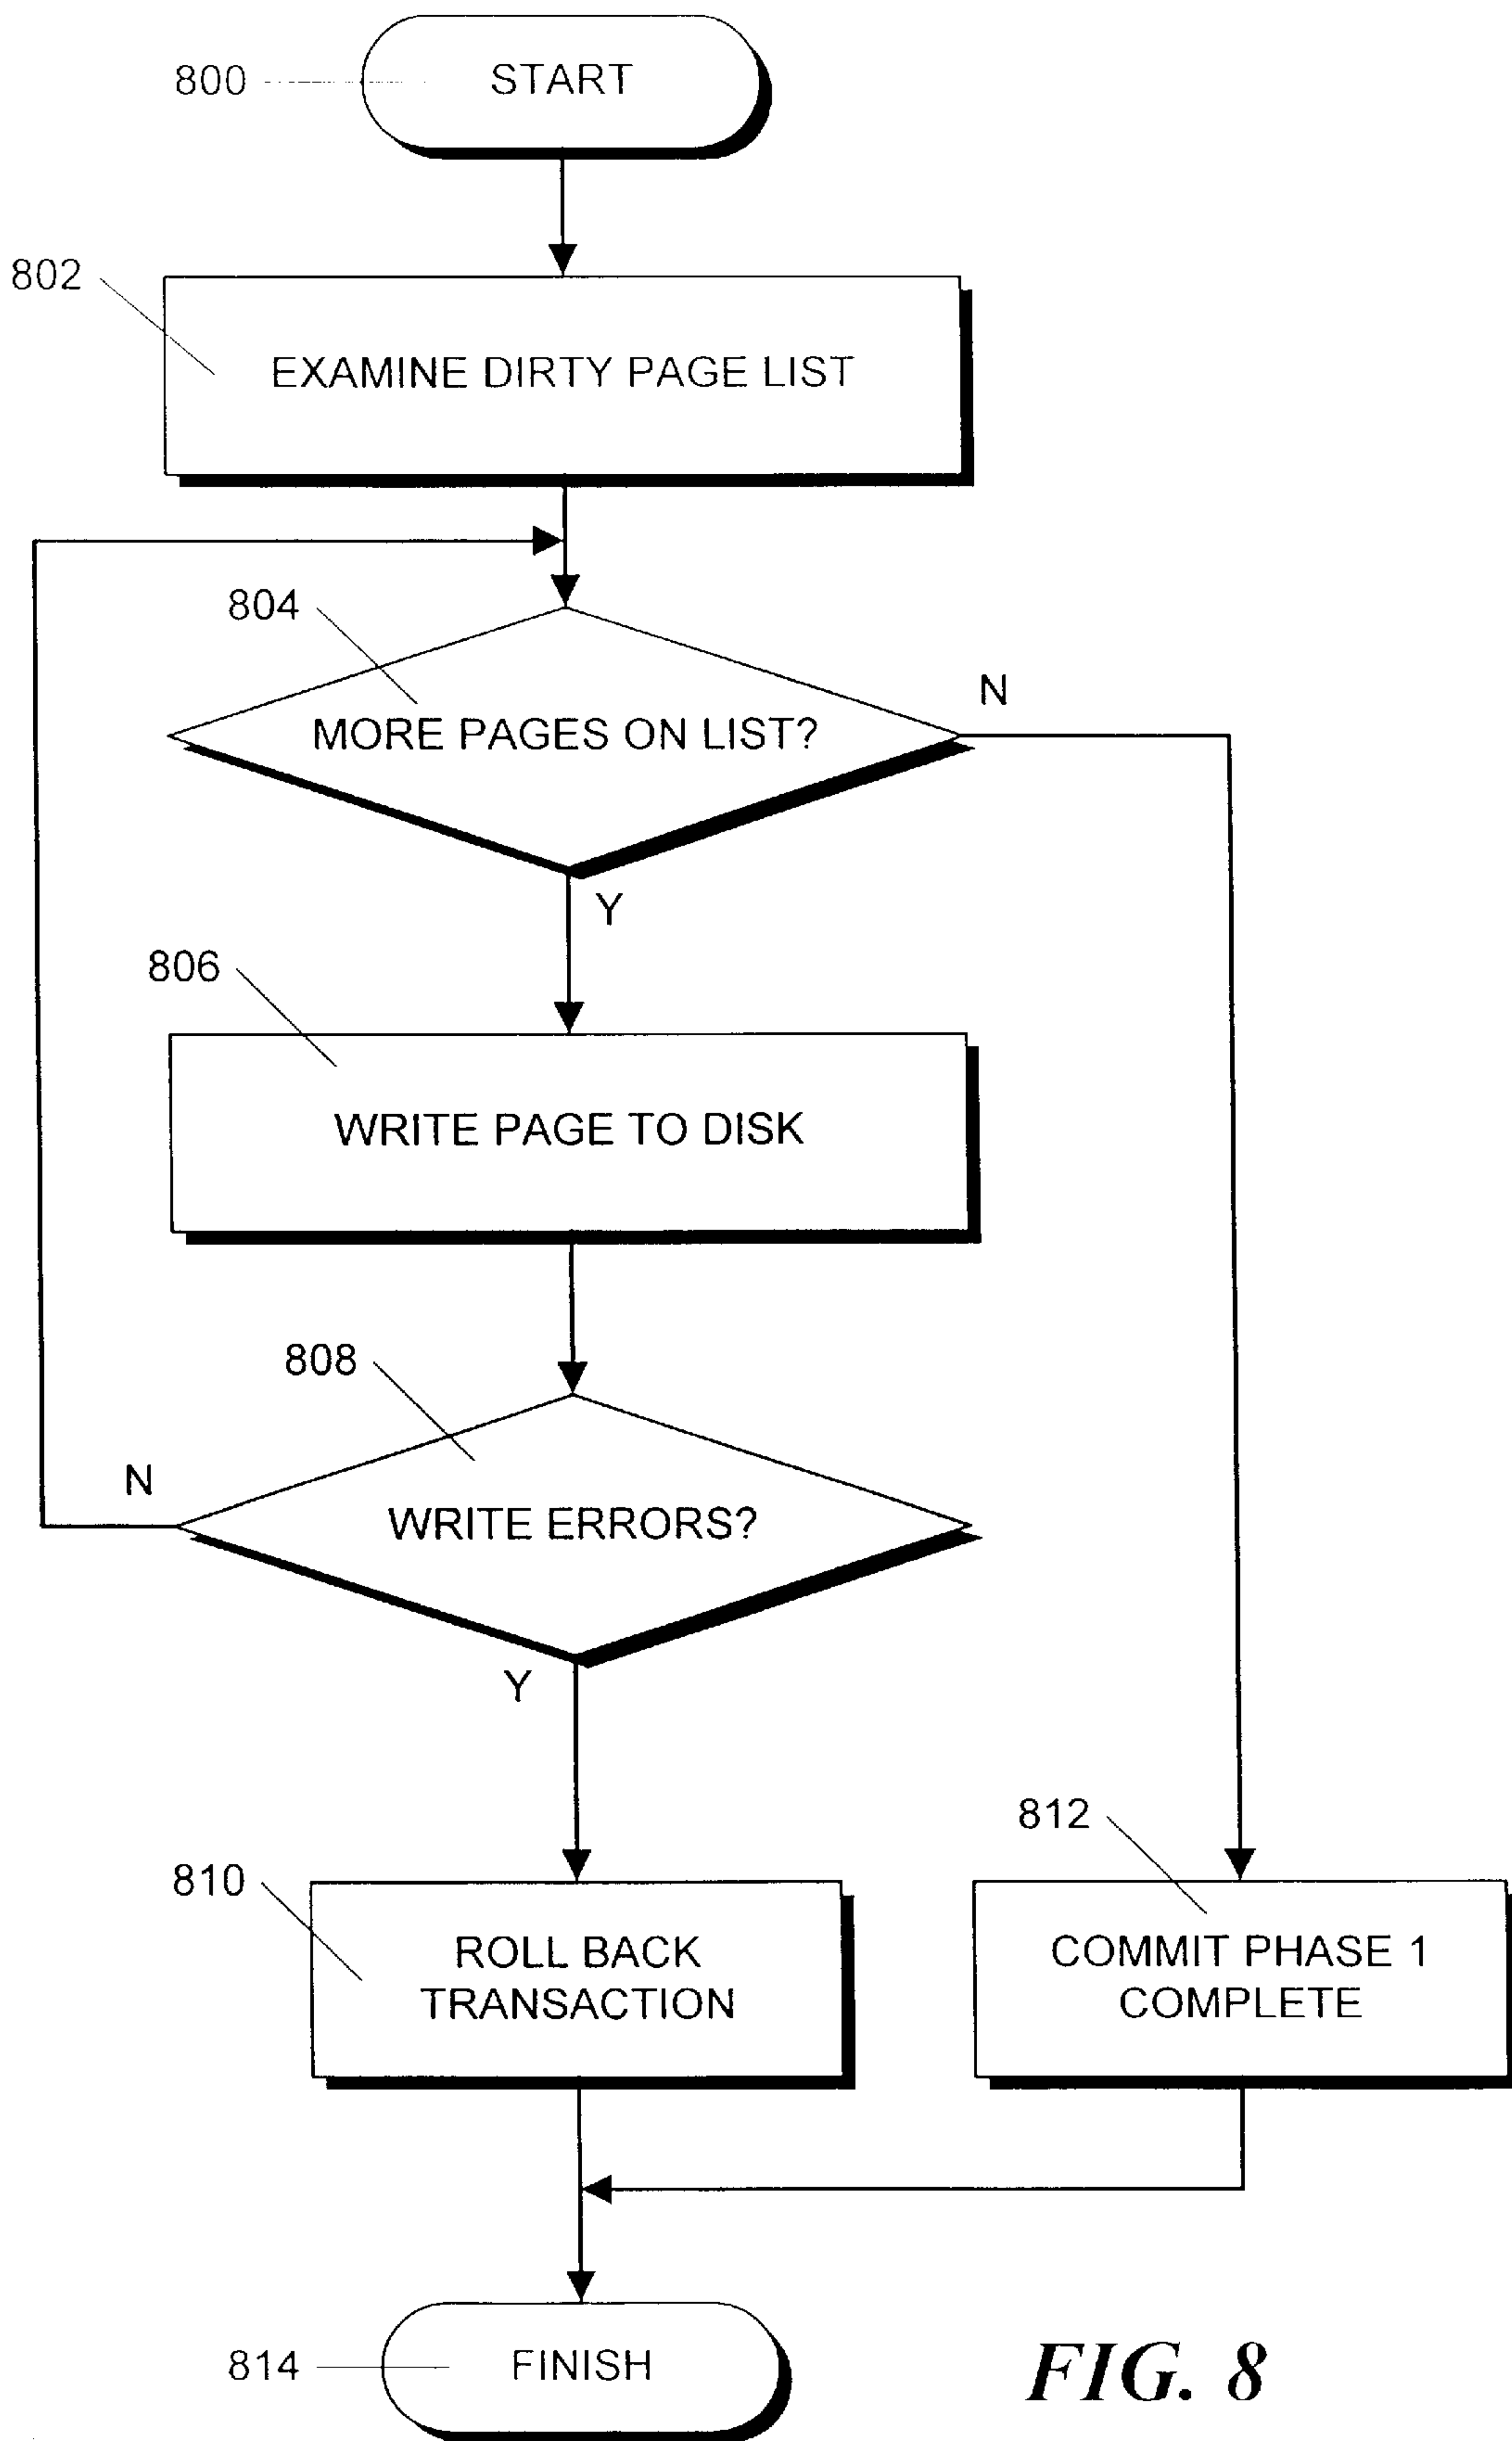 800
START
802
EXAMINE DIRTY PAGE LIST
804
N
MORE PAGES ON LIST?
Y
806
WRITE PAGE TO DISK
808
N
WRITE ERRORS?
Y
812
810
ROLL BACK
TRANSACTION
COMMIT PHASE 1
COMPLETE
814
FINISH
FIG. 8